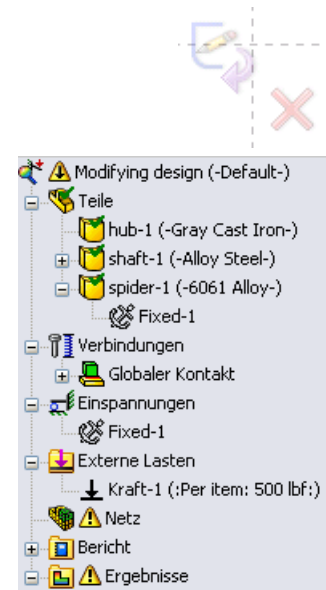 Modifying design (-Default-)
Teile
hub-1 (-Gray Cast Iron-)
shaft-1 (-Alloy Steel-)
spider-1 (-6061 Alloy-)
Fixed-1
Verbindungen
Globaler Kontakt
Einspannungen
Fixed-1
Externe Lasten
Kraft-1 (:Per item: 500 lbf:)
Netz
Bericht
Ergebnisse